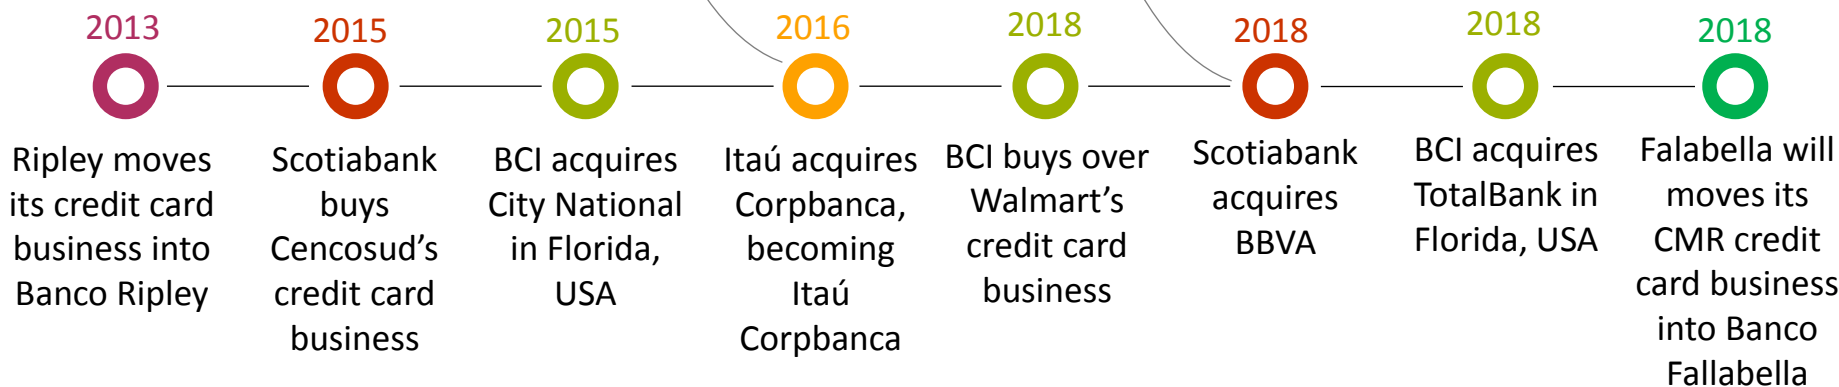 2013
Ripley moves
its credit card
business into
Banco Ripley
2015
Scotiabank
buys
Cencosud’s
credit card
business
2015
BCI acquires
City National
in Florida,
USA
2016
Itaú acquires
Corpbanca,
becoming
Itaú
Corpbanca
2018
BCI buys over
Walmart’s
credit card
business
2018
Scotiabank
acquires
BBVA
2018
BCI acquires
TotalBank in
Florida, USA
2018
Falabella will
moves its
CMR credit
card business
into Banco
Fallabella